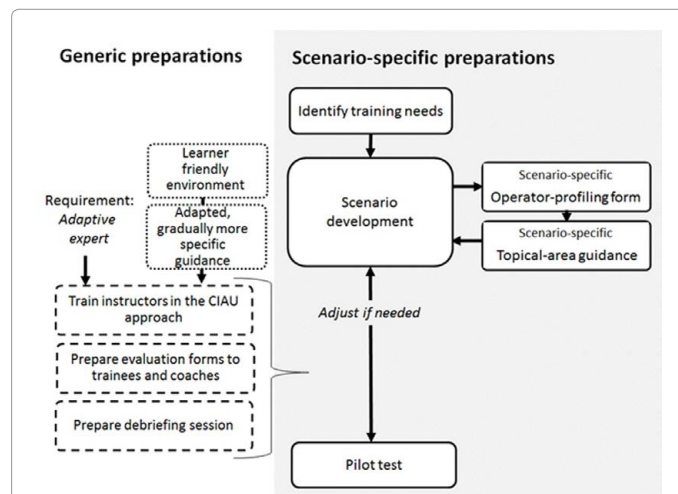 Generic preparations
Scenario-specific preparations
Identify training needs
Learner
friendly
environment
Requirement:
Adaptive
expert
Adapted,
gradually more
specific
guidance
Scenario
development
Scenario-specific
Operator-profiling form
Scenario-specific
Topical-area guidance
Train instructors in the CIAU
approach
Adjust if needed
Prepare evaluation forms to
trainees and coaches
Prepare debriefing session
Pilot test